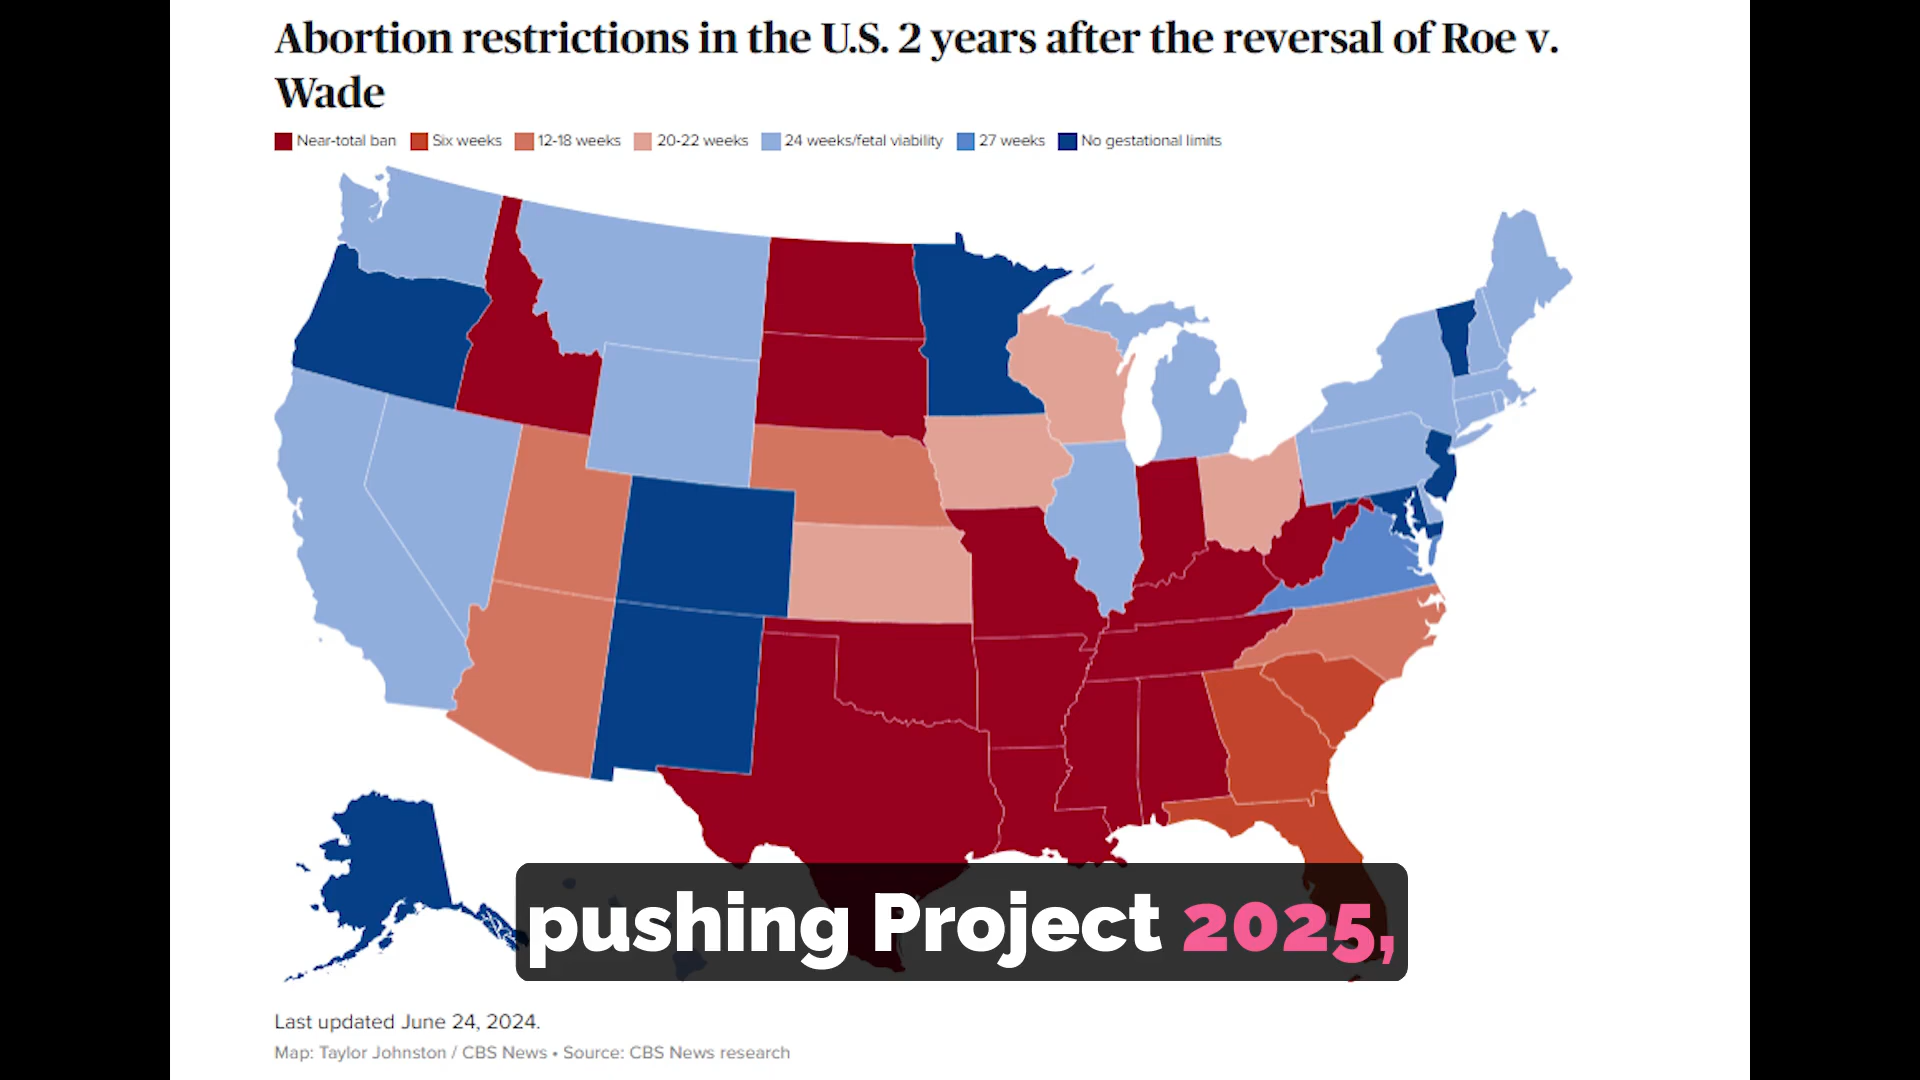 Abortion restrictions in the U.S. 2 years after the reversal of Roe v.
Wade
Near-total ban Six weeks 12-18 weeks 20-22 weeks 24 weeks/fetal viability 27 weeks No gestational limits
pushing Project 2025,
Last updated June 24, 2024.
Map: Taylor Johnston / CBS News • Source: CBS News research